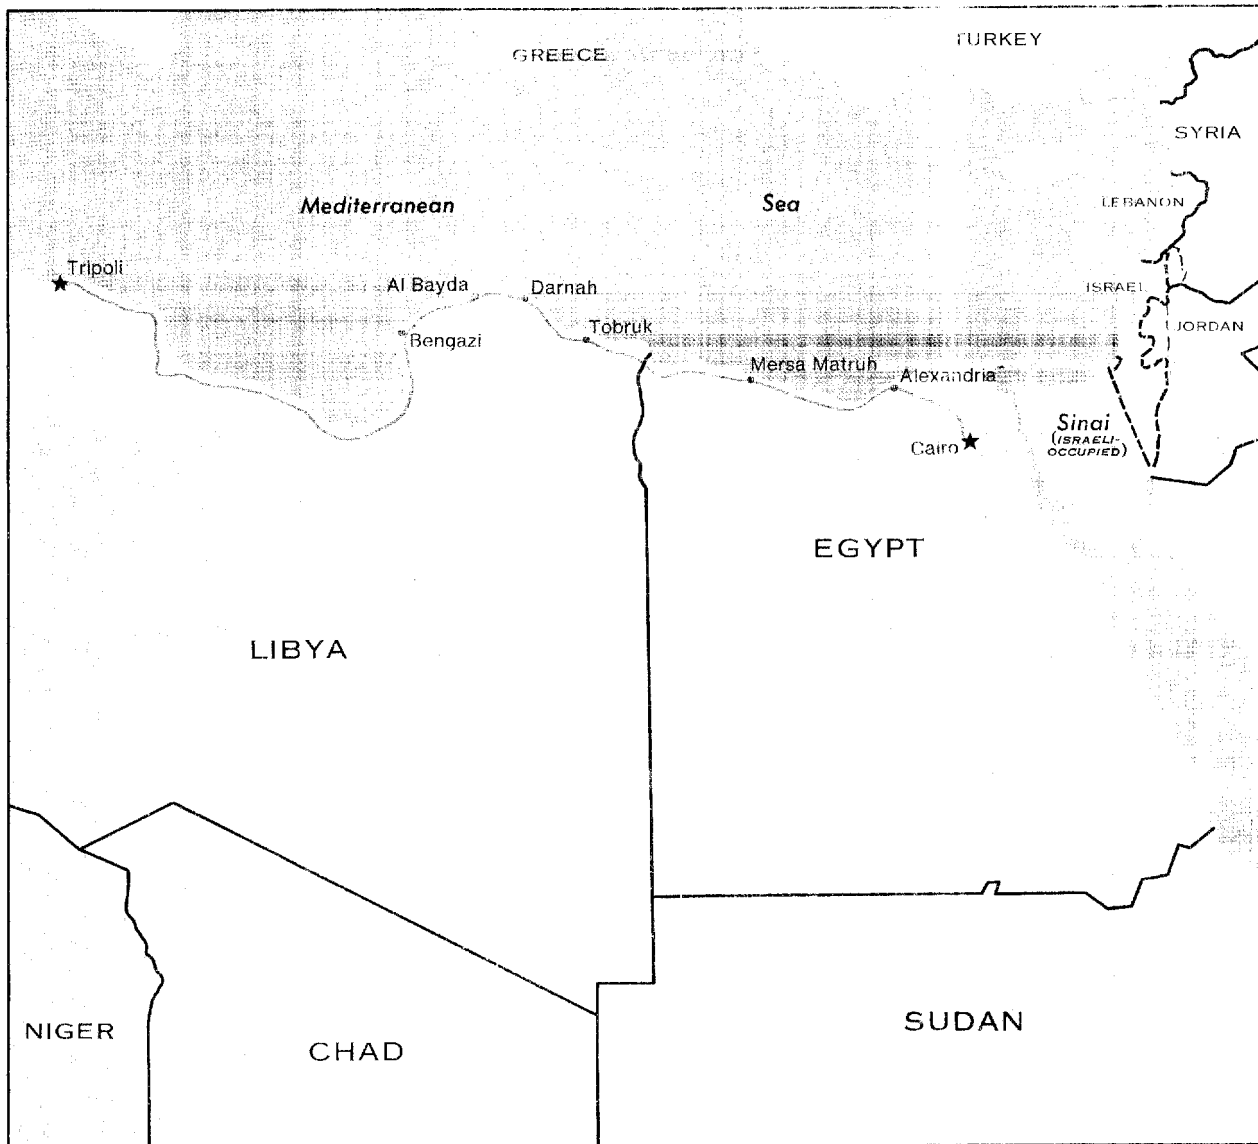 GREECE
TURKEY
SYRIA
Mediterranean Sea
LEBANON
Tripoli
Al Bayda
Darnah
ISRAEL
Bengazi
Tobruk
JORDAN
Mersa Matruh
Alexandria
Sinai
(ISRAELI-
OCCUPIED)
Cairo
EGYPT
LIBYA
SUDAN
NIGER
CHAD